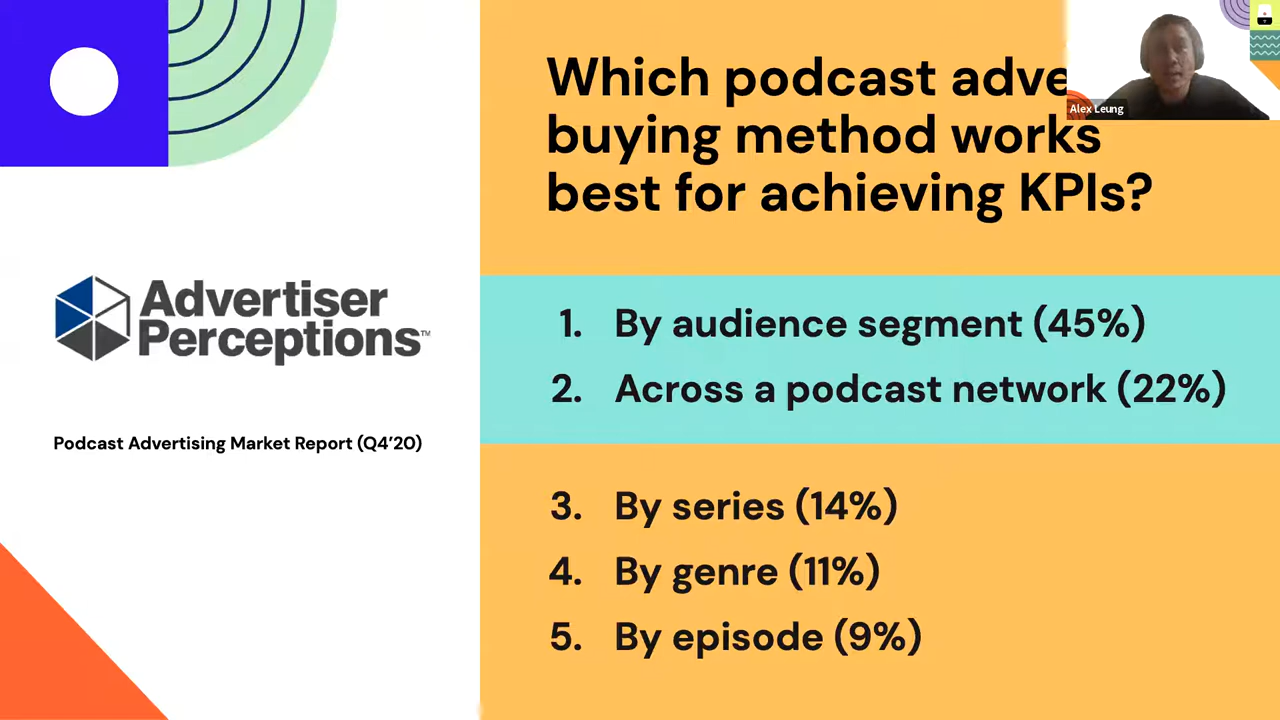 Which podcast adve
buying method works
best for achieving KPIs?
Alex Leung
Advertiser
Perceptions™
Podcast Advertising Market Report (Q4’20)
1. By audience segment (45%)
2. Across a podcast network (22%)
3. By series (14%)
4. By genre (11%)
5. By episode (9%)